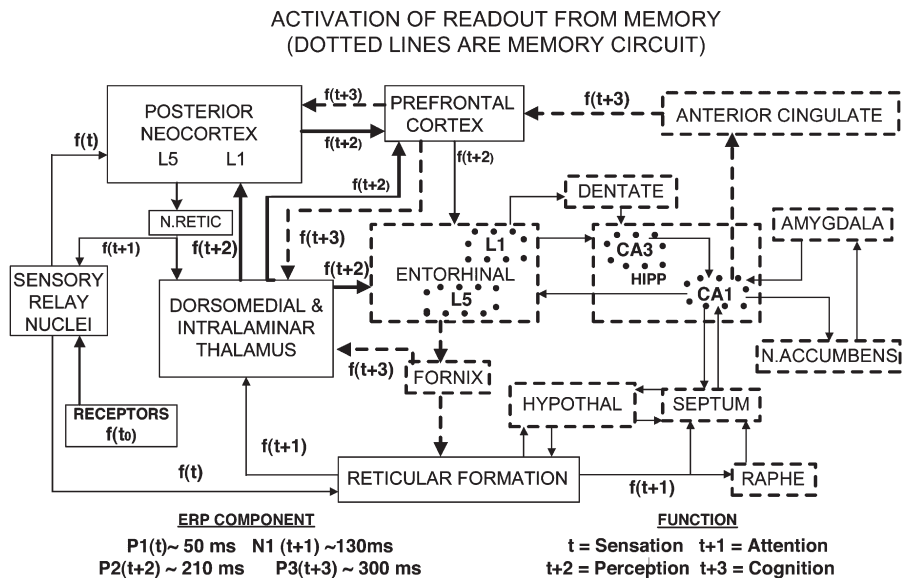 ACTIVATION OF READOUT FROM MEMORY
(DOTTED LINES ARE MEMORY CIRCUIT)
POSTERIOR
NEOCORTEX
L5 L1
f(t+3)
f(t+2)
PREFRONTAL
CORTEX
f(t+3)
ANTERIOR CINGULATE
f(t)
f(t+2)
f(t+2)
DENTATE
N.RETIC
f(t+1)
f(t+2)
f(t+3)
AMYGDALA
SENSORY
RELAY
NUCLEI
DORSOMEDIAL &
INTRALAMINAR
THALAMUS
f(t+2)
L1
ENTORHINAL
L5
CA3
HIPP
CA1
N.ACCUMBENS
f(t+3)
FORNIX
RECEPTORS
f(t0)
HYPOTHAL
SEPTUM
f(t+1)
f(t)
RETICULAR FORMATION
f(t+1)
RAPHE
ERP COMPONENT
P1(t)~ 50 ms N1 (t+1) ~130ms
P2(t+2) ~ 210 ms P3(t+3) ~ 300 ms
FUNCTION
t = Sensation t+1 = Attention
t+2 = Perception t+3 = Cognition